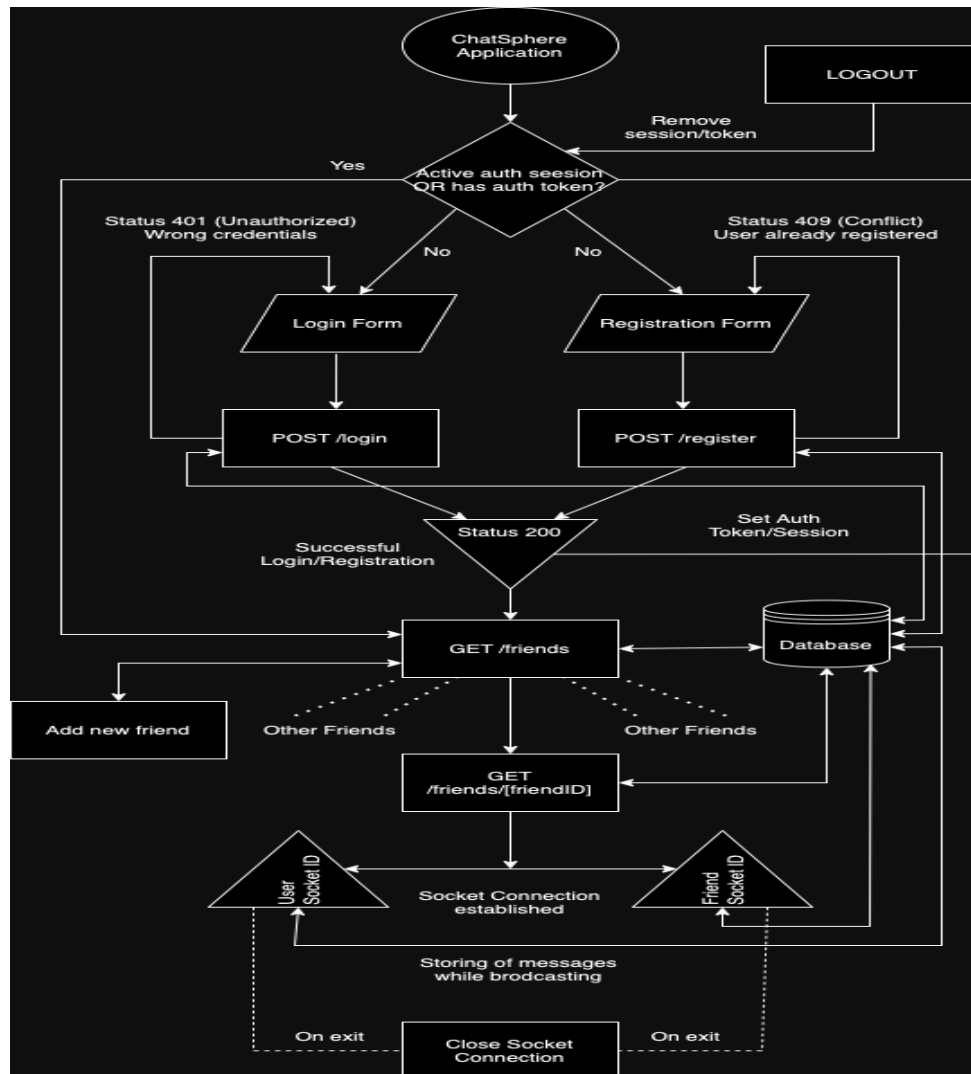 ChatSphere
Application
LOGOUT
Remove
session/token
Yes
Active auth seesion
OR has auth token?
Status 401 (Unauthorized)
Wrong credentials
Status 409 (Conflict)
User already registered
No
No
Login Form
Registration Form
POST /login
POST /register
Status 200
Set Auth
Token/Session
Successful
Login/Registration
GET /friends
Database
Add new friend
Other Friends
Other Friends
GET
/friends/[friendID]
User
Socket ID
Friend
Socket ID
Socket Connection
established
Storing of messages
while brodcasting
On exit
On exit
Close Socket
Connection